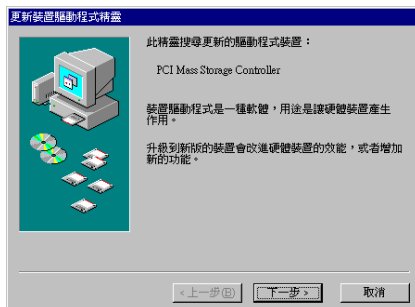 更新裝置驅動程式精靈
此精靈搜尋更新的驅動程式裝置：
PCI Mass Storage Controller
裝置驅動程式是一種軟體，用途是讓硬體裝置產生
作用。
升級到新版的裝置會改進硬體裝置的效能，或者增加
新的功能。
<上一步(B) 下一步> 取消